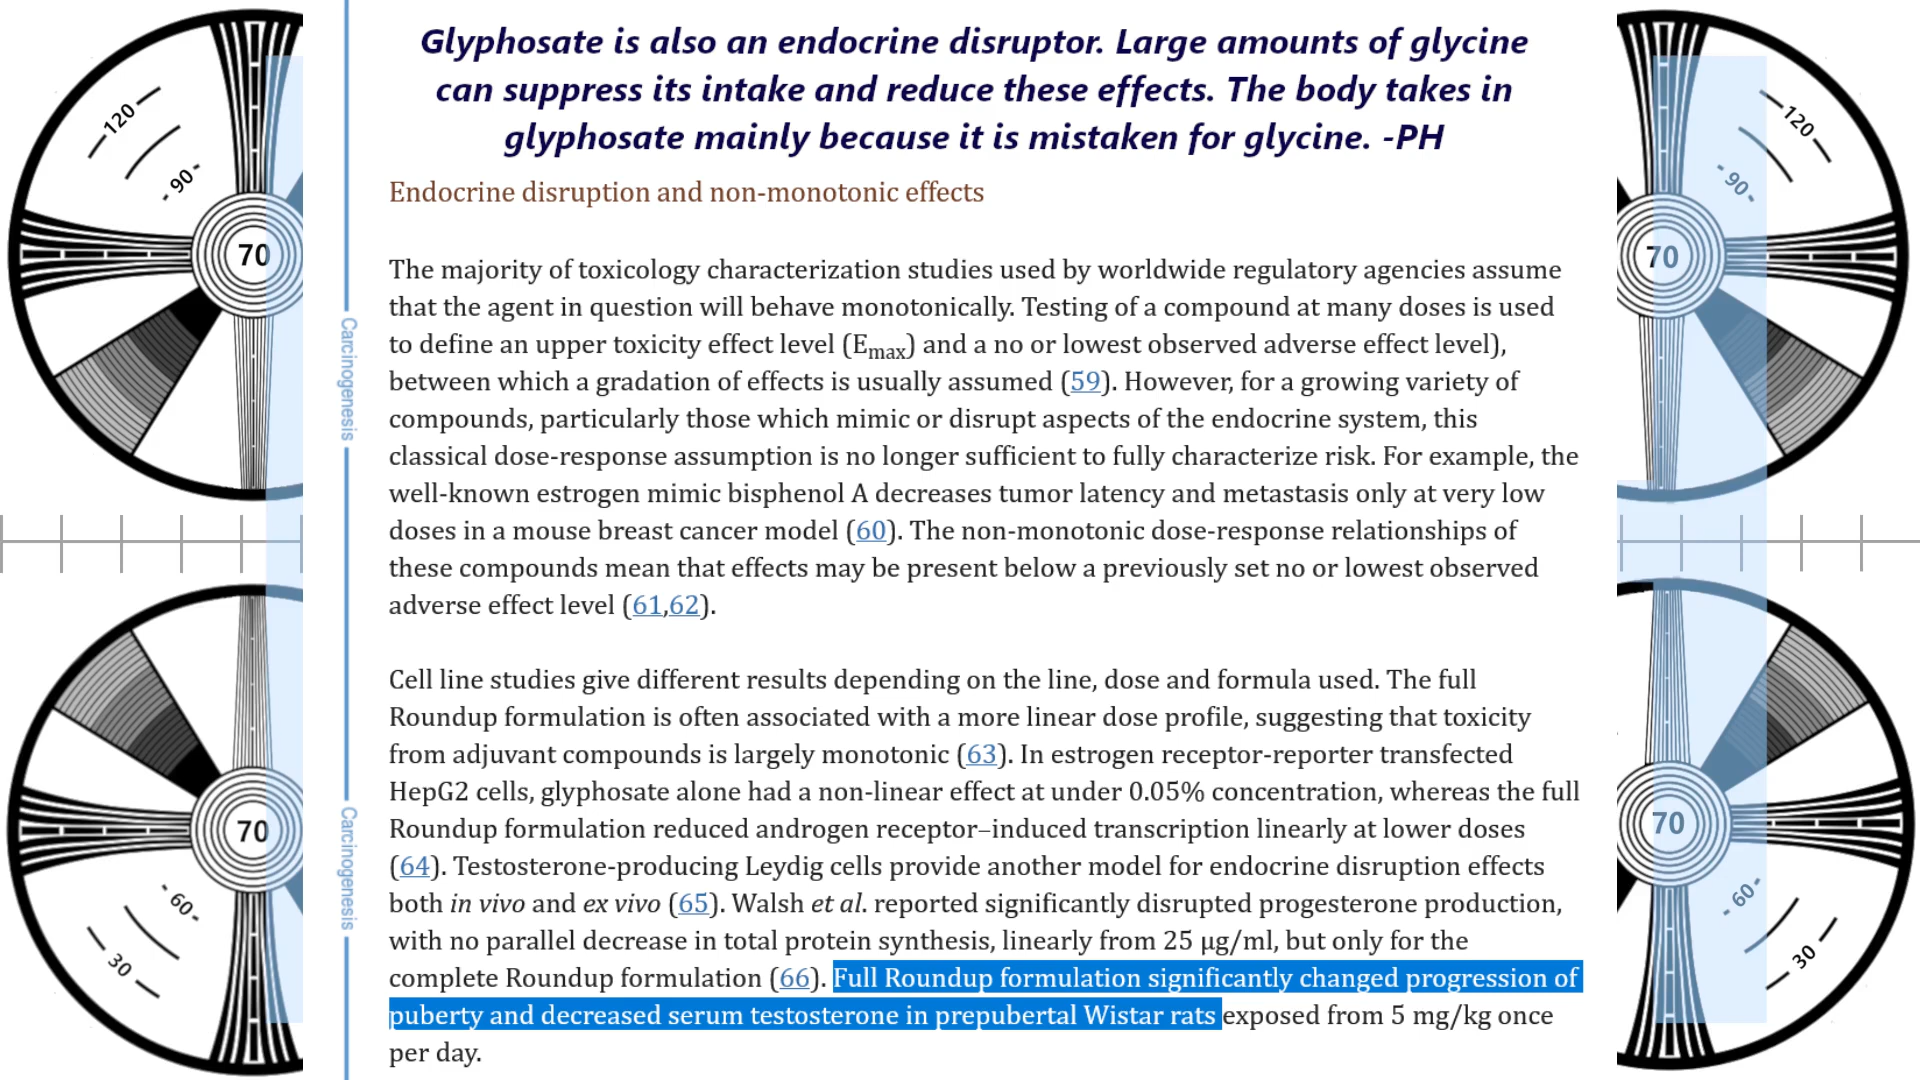 Glyphosate is also an endocrine disruptor. Large amounts of glycine
can suppress its intake and reduce these effects. The body takes in
glyphosate mainly because it is mistaken for glycine. -PH
Endocrine disruption and non-monotonic effects
The majority of toxicology characterization studies used by worldwide regulatory agencies assume
that the agent in question will behave monotonically. Testing of a compound at many doses is used
to define an upper toxicity effect level (Emax) and a no or lowest observed adverse effect level),
between which a gradation of effects is usually assumed (59). However, for a growing variety of
compounds, particularly those which mimic or disrupt aspects of the endocrine system, this
classical dose-response assumption is no longer sufficient to fully characterize risk. For example, the
well-known estrogen mimic bisphenol A decreases tumor latency and metastasis only at very low
doses in a mouse breast cancer model (60). The non-monotonic dose-response relationships of
these compounds mean that effects may be present below a previously set no or lowest observed
adverse effect level (61,62).
Cell line studies give different results depending on the line, dose and formula used. The full
Roundup formulation is often associated with a more linear dose profile, suggesting that toxicity
from adjuvant compounds is largely monotonic (63). In estrogen receptor-reporter transfected
HepG2 cells, glyphosate alone had a non-linear effect at under 0.05% concentration, whereas the full
Roundup formulation reduced androgen receptor–induced transcription linearly at lower doses
(64). Testosterone-producing Leydig cells provide another model for endocrine disruption effects
both in vivo and ex vivo (65). Walsh et al. reported significantly disrupted progesterone production,
with no parallel decrease in total protein synthesis, linearly from 25 μg/ml, but only for the
complete Roundup formulation (66). Full Roundup formulation significantly changed progression of
puberty and decreased serum testosterone in prepubertal Wistar rats exposed from 5 mg/kg once
per day.
Carcinogenesis
Carcinogenesis
120
-90-
70
70
-60-
30
120
-90-
70
70
-60-
30